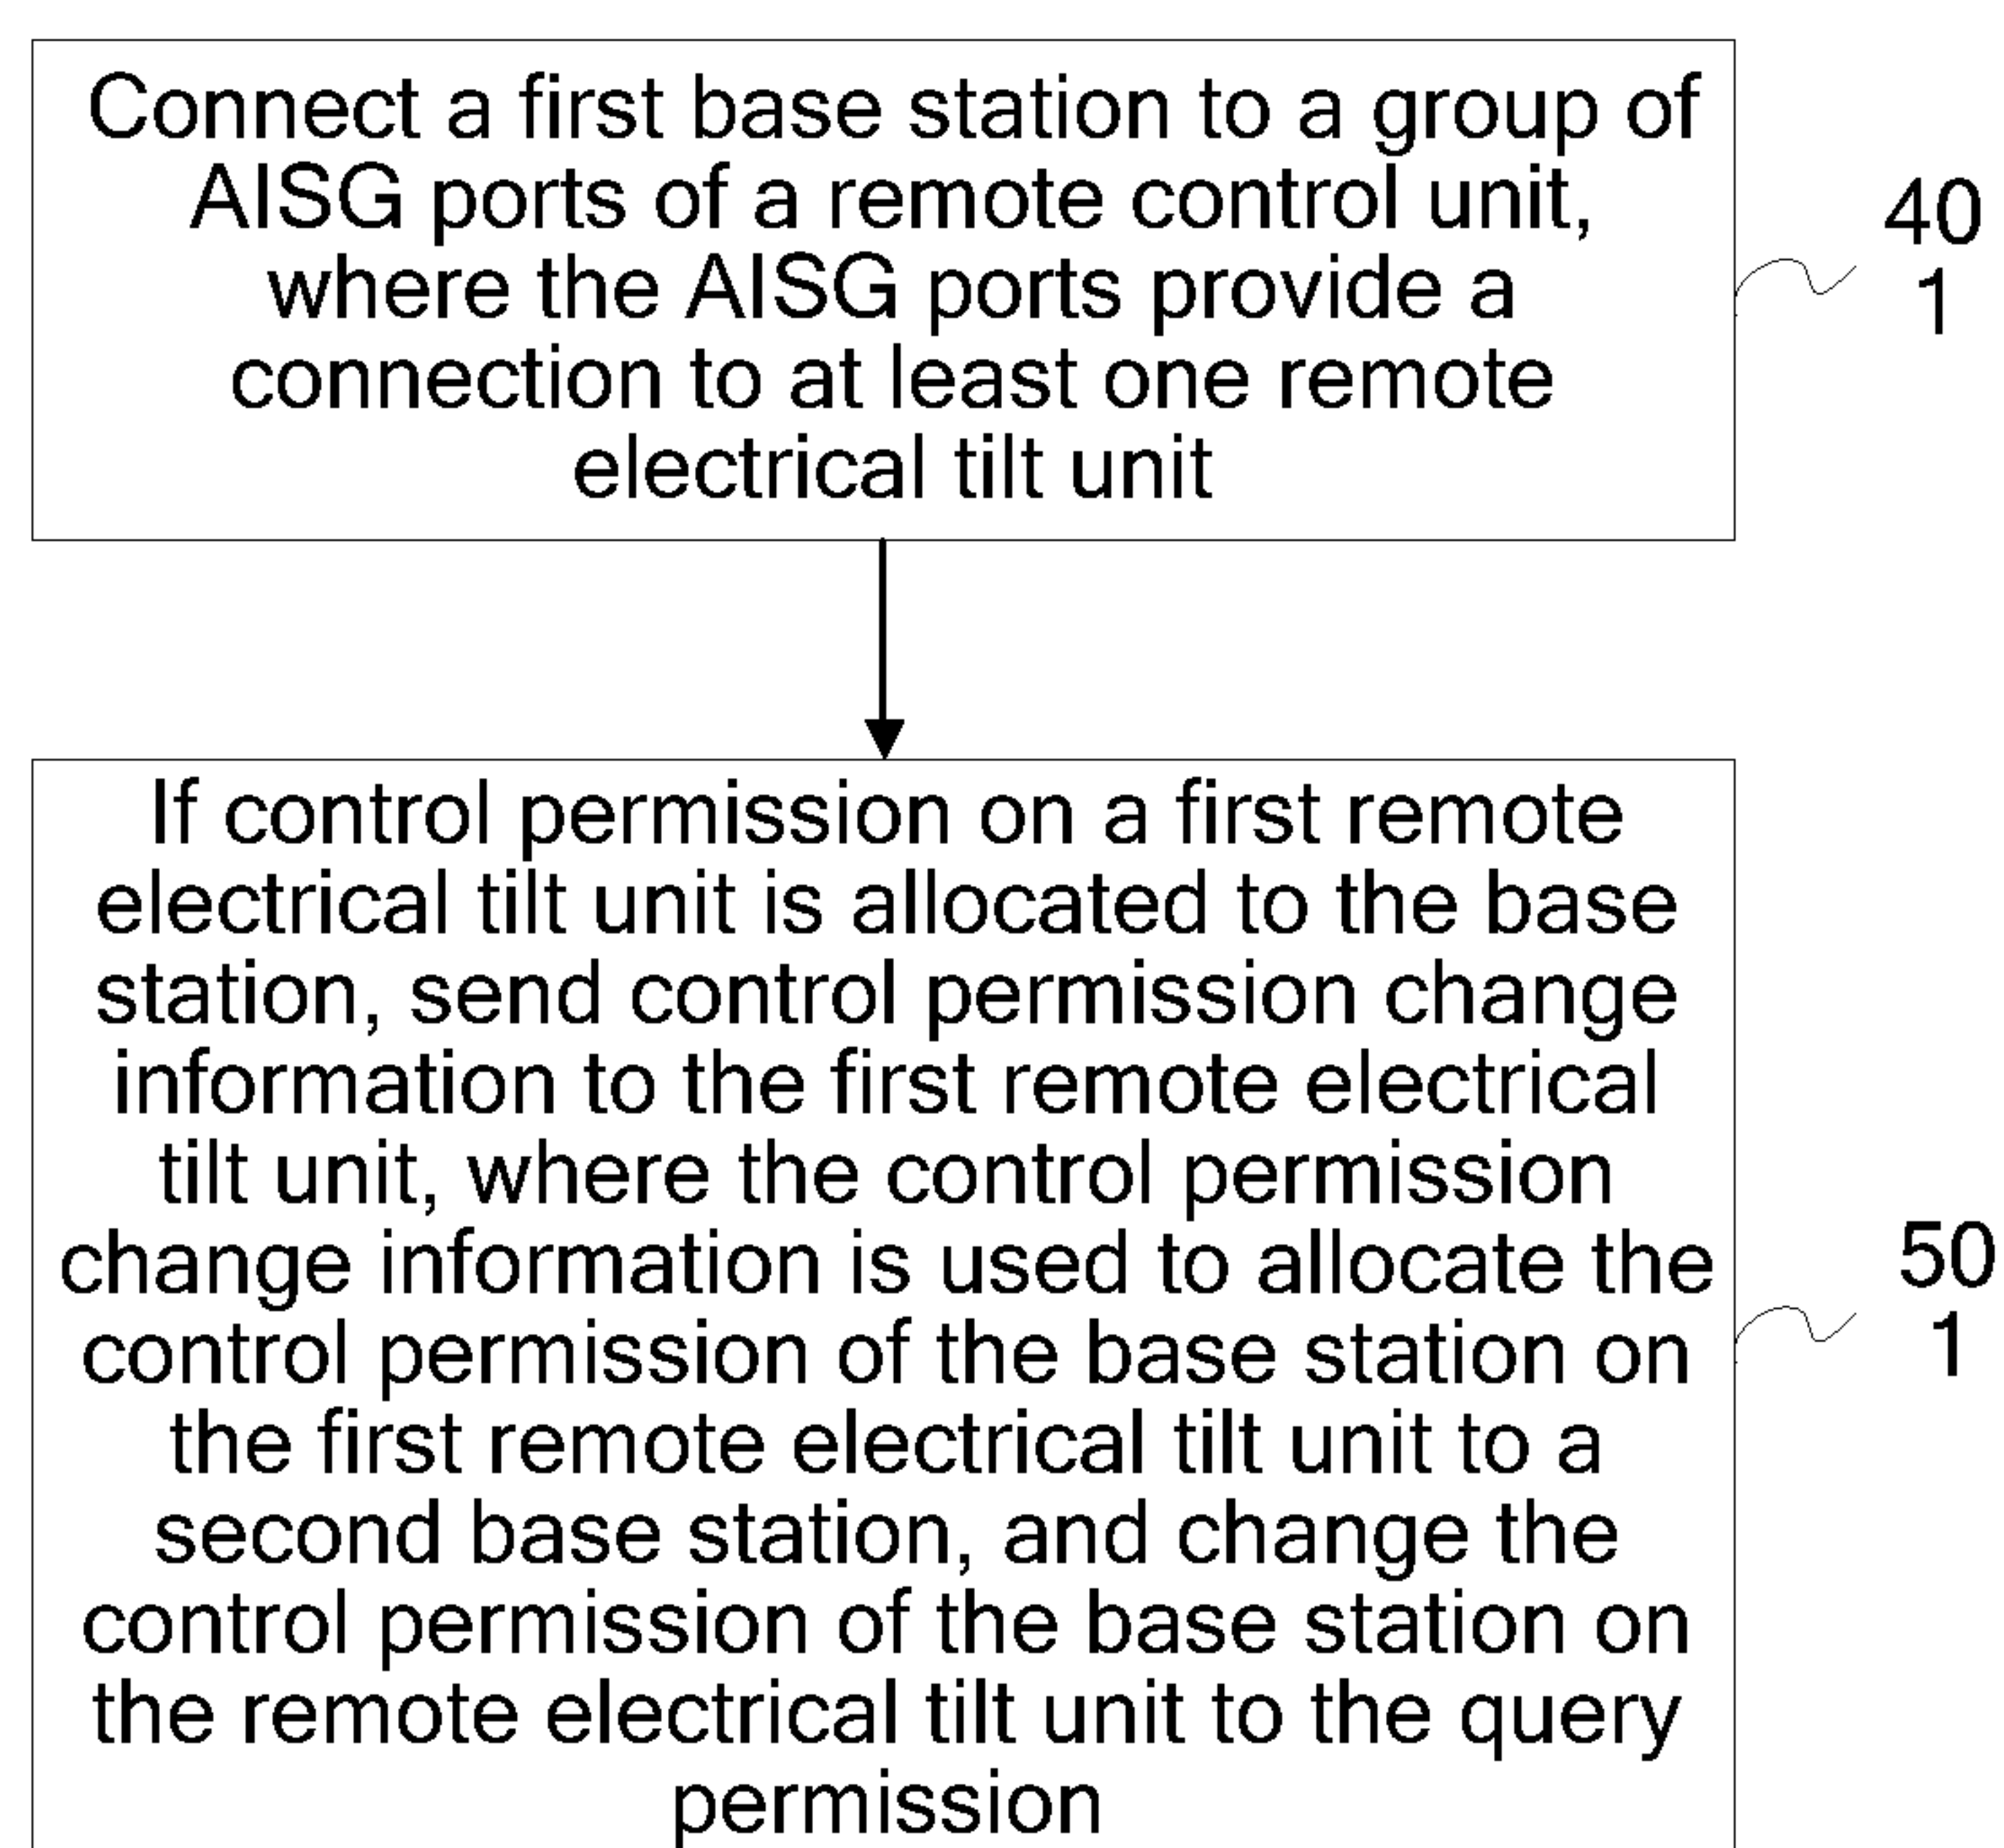 Connect a first base station to a group of
AISG ports of a remote control unit,
where the AISG ports provide a
connection to at least one remote
electrical tilt unit
40
1
If control permission on a first remote
electrical tilt unit is allocated to the base
station, send control permission change
information to the first remote electrical
tilt unit, where the control permission
change information is used to allocate the
control permission of the base station on
the first remote electrical tilt unit to a
second base station, and change the
control permission of the base station on
the remote electrical tilt unit to the query
permission
50
1